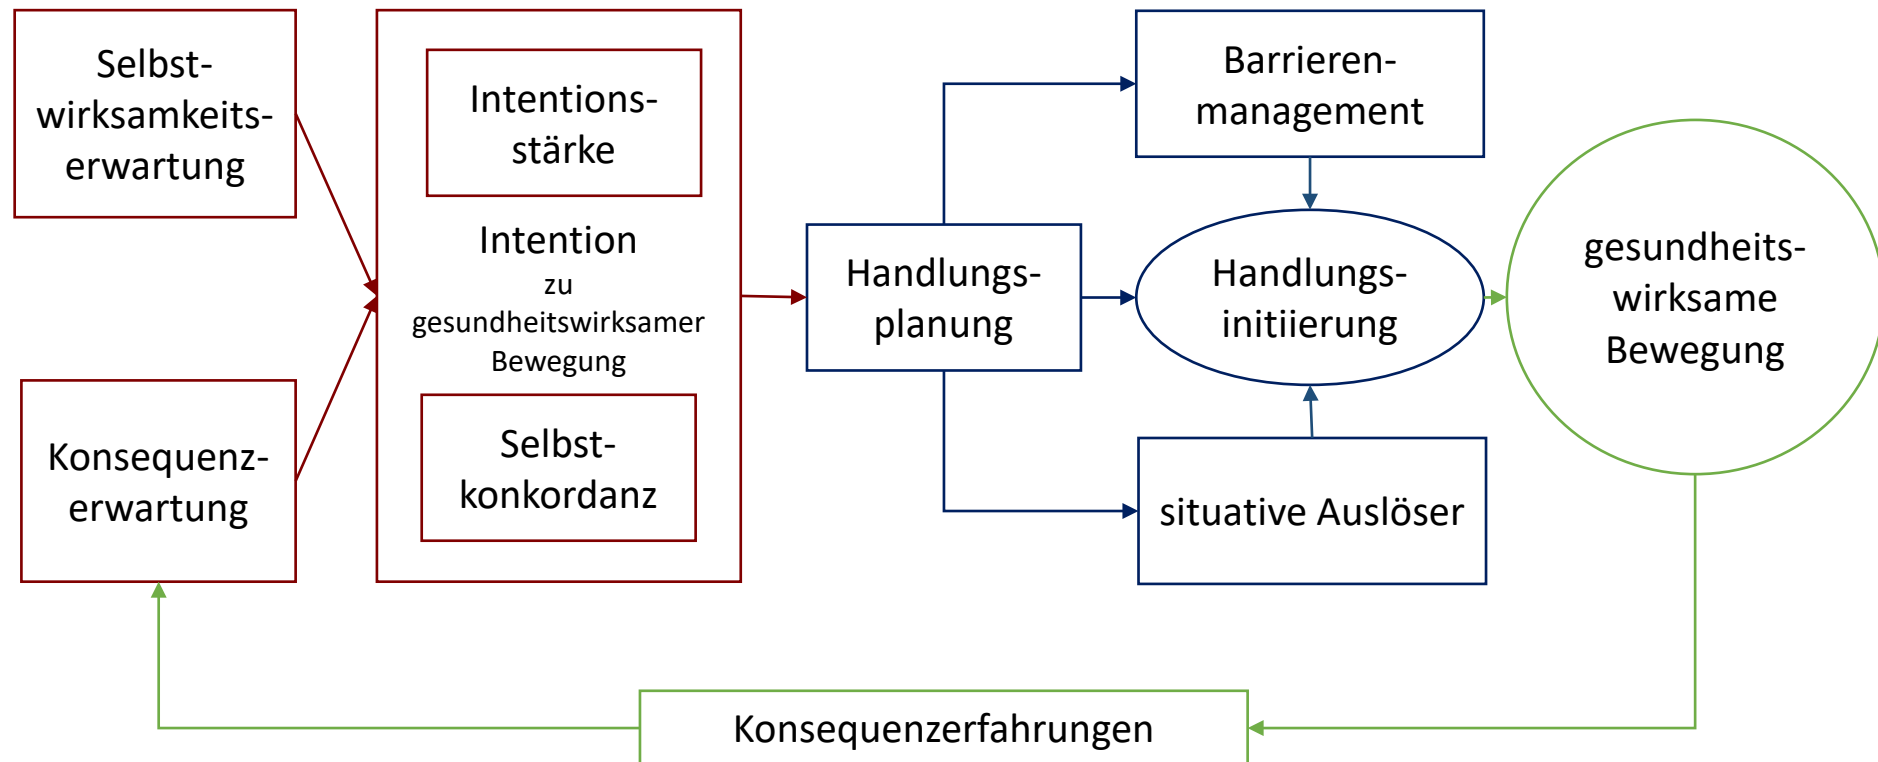 Selbst-
wirksamkeits-
erwartung
Konsequenz-
erwartung
Intentions-
stärke
Intention
zu
gesundheitswirksamer
Bewegung
Selbst-
konkordanz
Handlungs-
planung
Barrieren-
management
Handlungs-
initiierung
situative Auslöser
gesundheits-
wirksame
Bewegung
Konsequenzerfahrungen